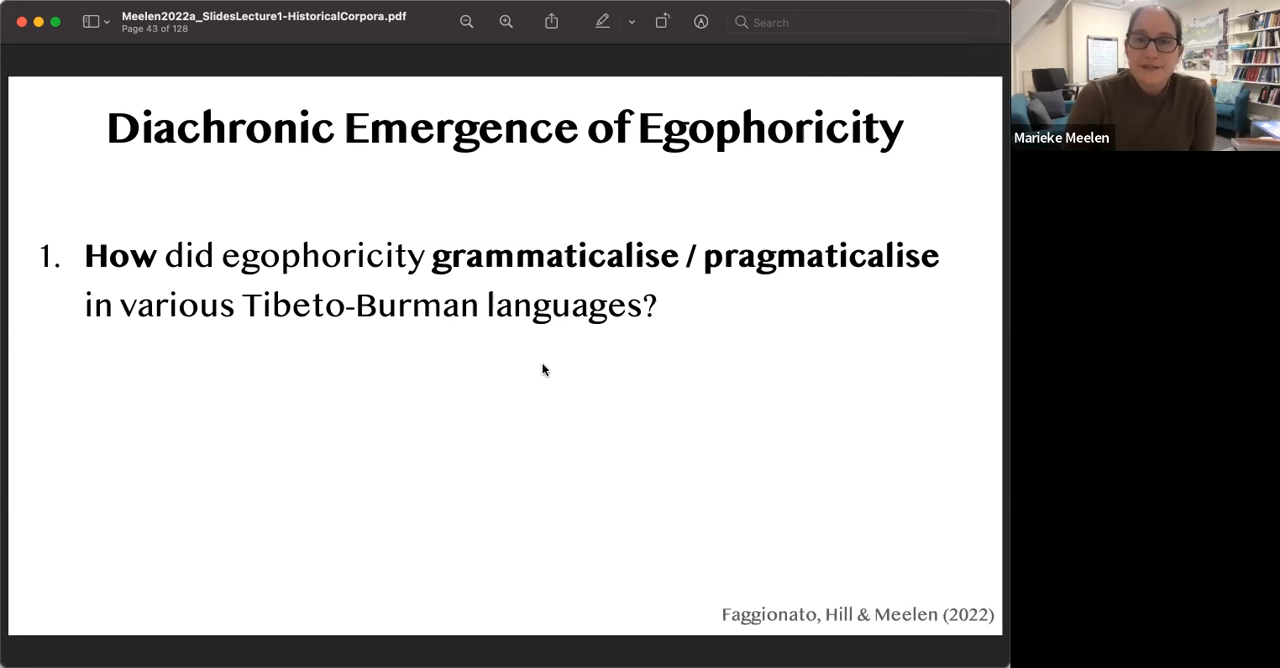 Meelen2022a_SlidesLecture1-HistoricalCorpora.pdf
Page 43 of 128
Search
Marieke Meelen
Diachronic Emergence of Egophoricity
1. How did egophoricity grammaticalise / pragmaticalise
in various Tibeto-Burman languages?
Faggionato, Hill & Meelen (2022)